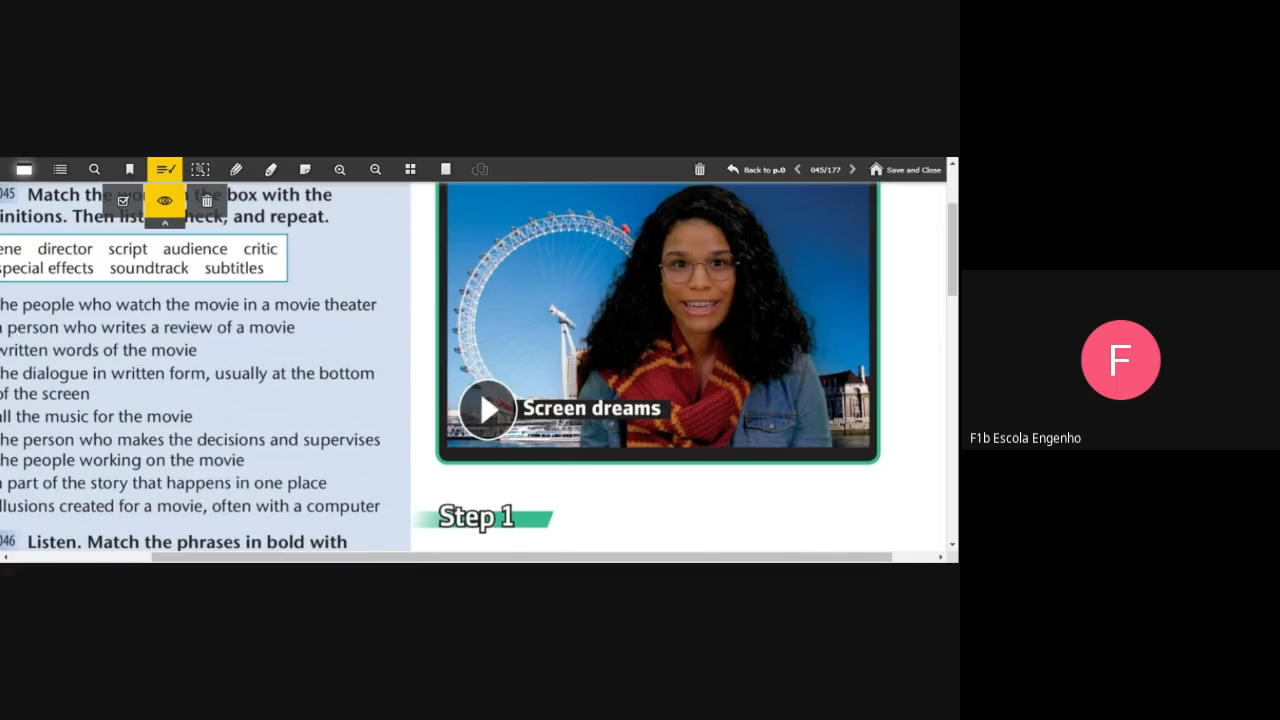 Back to p.0 045/177 Save and Close
045 Match the box with the
initions. Then heck, and repeat.
ene director script audience critic
special effects soundtrack subtitles
he people who watch the movie in a movie theater
a person who writes a review of a movie
written words of the movie
he dialogue in written form, usually at the bottom
of the screen
all the music for the movie
he person who makes the decisions and supervises
he people working on the movie
a part of the story that happens in one place
llusions created for a movie, often with a computer
046 Listen. Match the phrases in bold with
Screen dreams
Step 1
F
F1b Escola Engenho